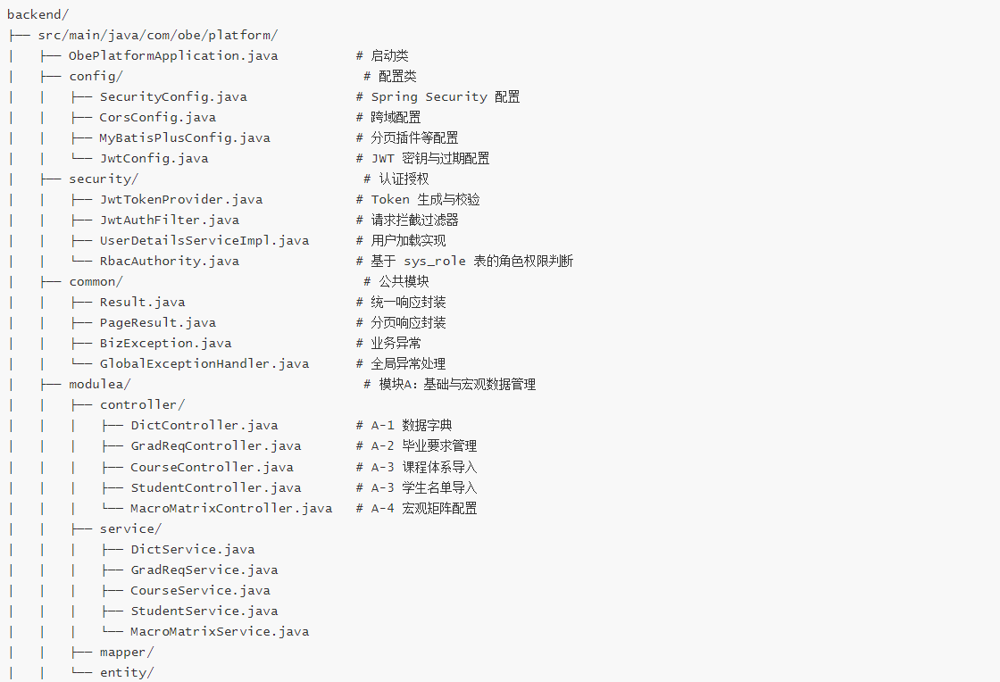 backend/
├── src/main/java/com/obe/platform/
│   ├── ObePlatformApplication.java          # 启动类
│   ├── config/                               # 配置类
│   │   ├── SecurityConfig.java              # Spring Security 配置
│   │   ├── CorsConfig.java                  # 跨域配置
│   │   ├── MyBatisPlusConfig.java           # 分页插件等配置
│   │   └── JwtConfig.java                   # JWT 密钥与过期配置
│   ├── security/                             # 认证授权
│   │   ├── JwtTokenProvider.java            # Token 生成与校验
│   │   ├── JwtAuthFilter.java               # 请求拦截过滤器
│   │   ├── UserDetailsServiceImpl.java      # 用户加载实现
│   │   └── RbacAuthority.java               # 基于 sys_role 表的角色权限判断
│   ├── common/                               # 公共模块
│   │   ├── Result.java                      # 统一响应封装
│   │   ├── PageResult.java                  # 分页响应封装
│   │   ├── BizException.java                # 业务异常
│   │   └── GlobalExceptionHandler.java      # 全局异常处理
│   ├── modulea/                              # 模块A：基础与宏观数据管理
│   │   ├── controller/
│   │   │   ├── DictController.java          # A-1 数据字典
│   │   │   ├── GradReqController.java       # A-2 毕业要求管理
│   │   │   ├── CourseController.java        # A-3 课程体系导入
│   │   │   ├── StudentController.java       # A-3 学生名单导入
│   │   │   └── MacroMatrixController.java   # A-4 宏观矩阵配置
│   │   ├── service/
│   │   │   ├── DictService.java
│   │   │   ├── GradReqService.java
│   │   │   ├── CourseService.java
│   │   │   ├── StudentService.java
│   │   │   └── MacroMatrixService.java
│   │   ├── mapper/
│   │   └── entity/